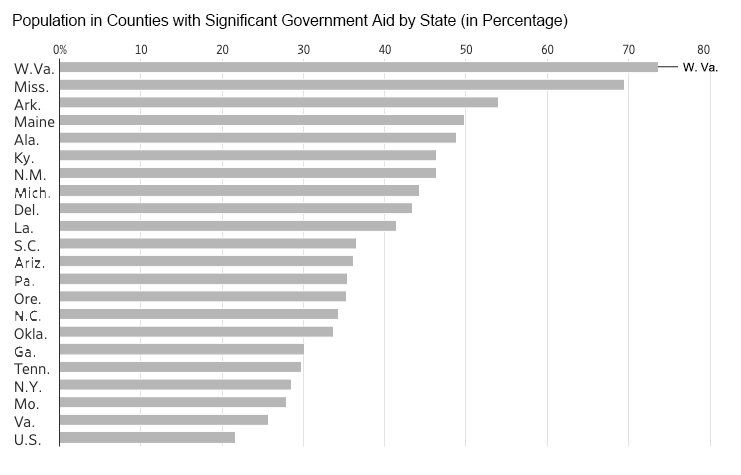 Population in Counties with Significant Government Aid by State (in Percentage)
0% 10 20 30 40 50 60 70 80
W.Va. W. Va.
Miss.
Ark.
Maine
Ala.
Ky.
N.M.
Mich.
Del.
La.
S.C.
Ariz.
Pa.
Ore.
N.C.
Okla.
Ga.
Tenn.
N.Y.
Mo.
Va.
U.S.